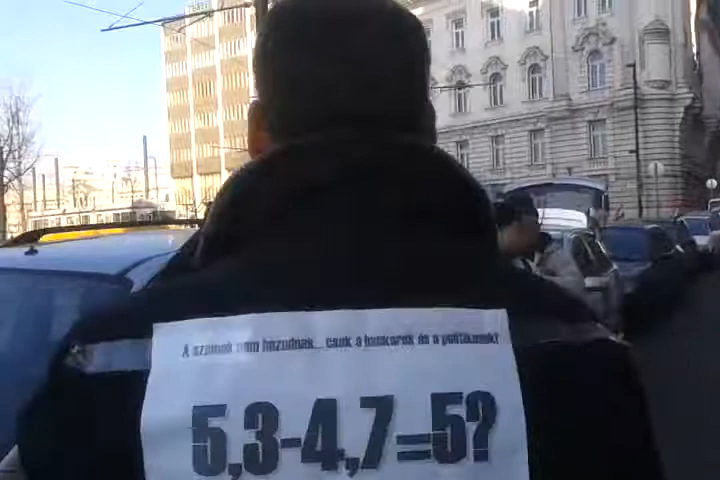 A számok nem hazudnak... csak a bankárok és a politikusok!
5,3-4,7=5?